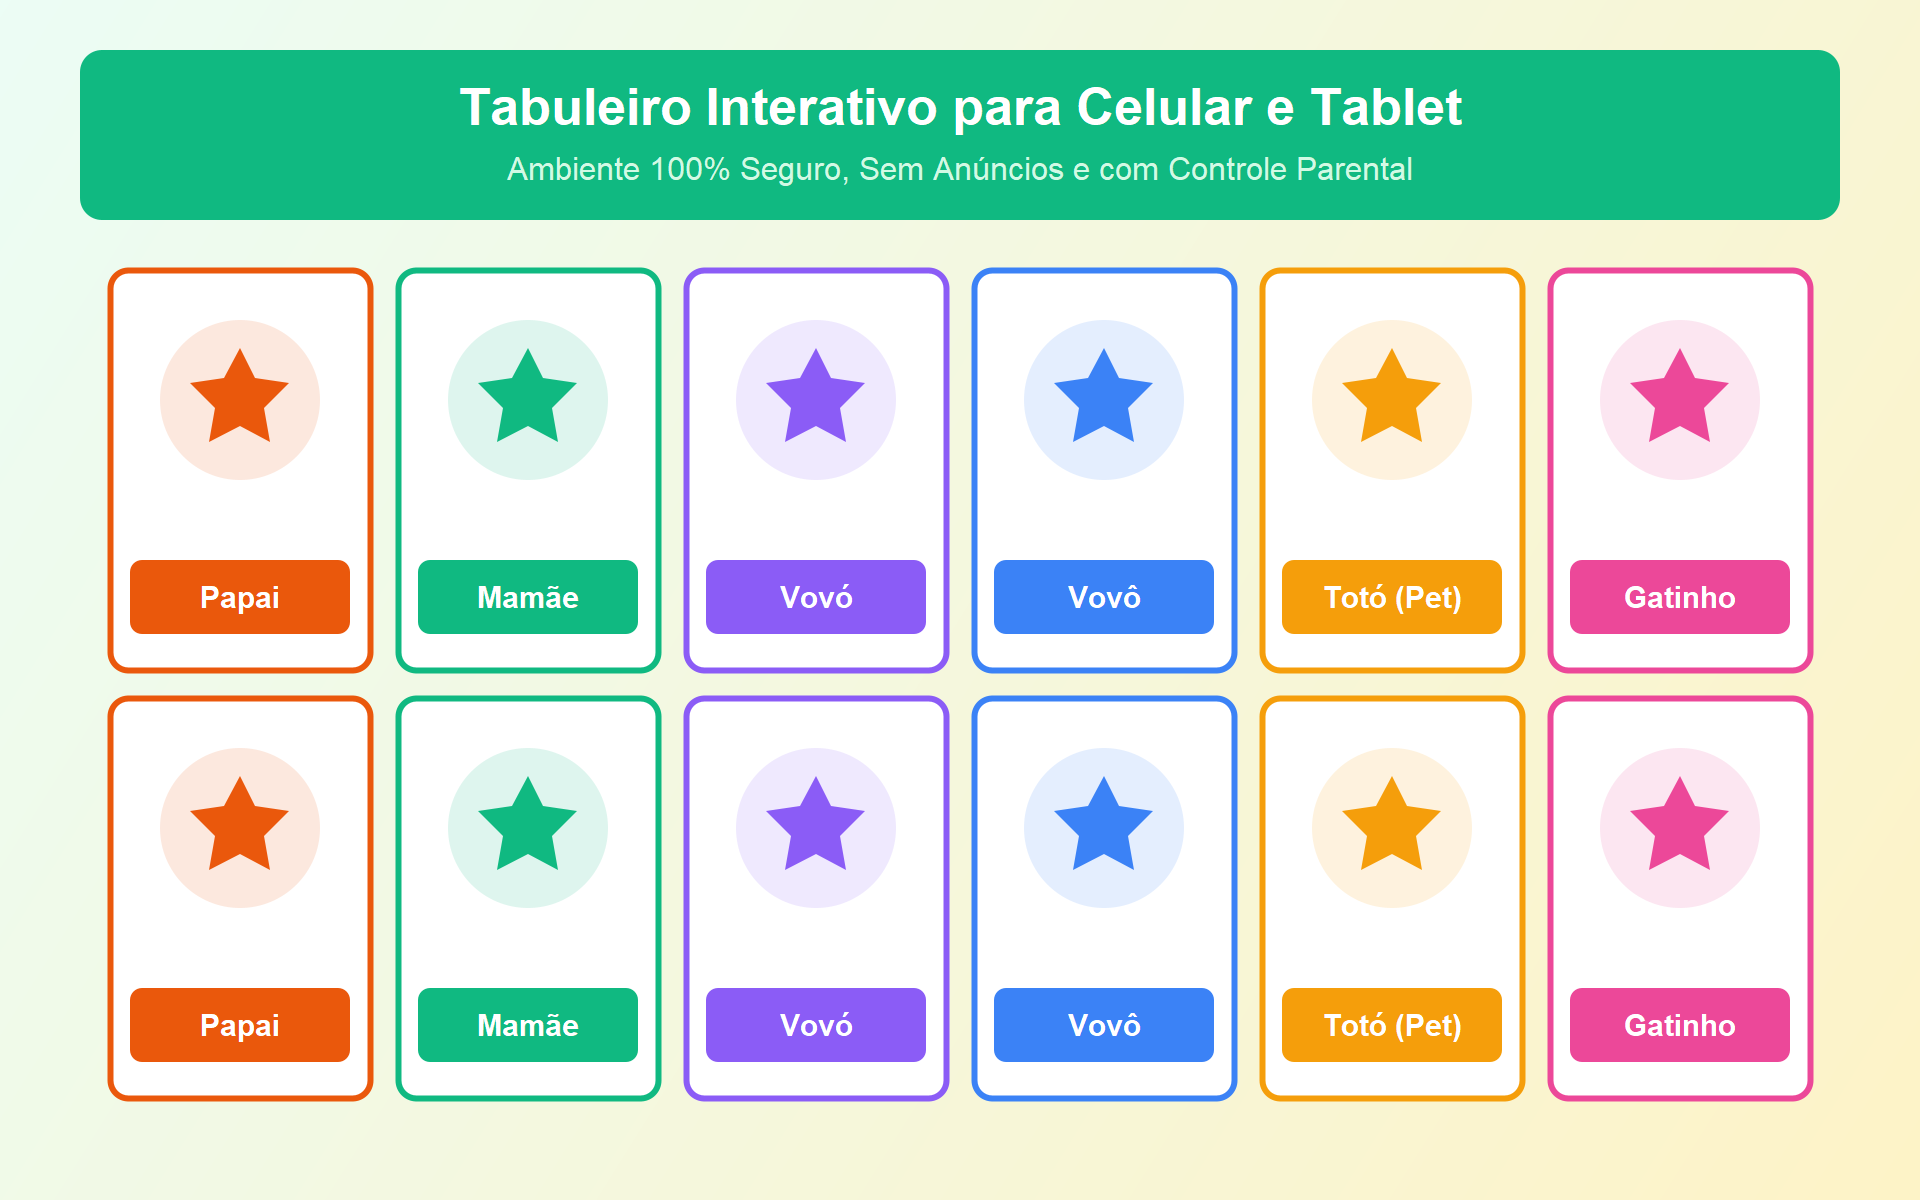 Tabuleiro Interativo para Celular e Tablet
Ambiente 100% Seguro, Sem Anúncios e com Controle Parental
Papai
Mamãe
Vovó
Vovô
Totó (Pet)
Gatinho
Papai
Mamãe
Vovó
Vovô
Totó (Pet)
Gatinho